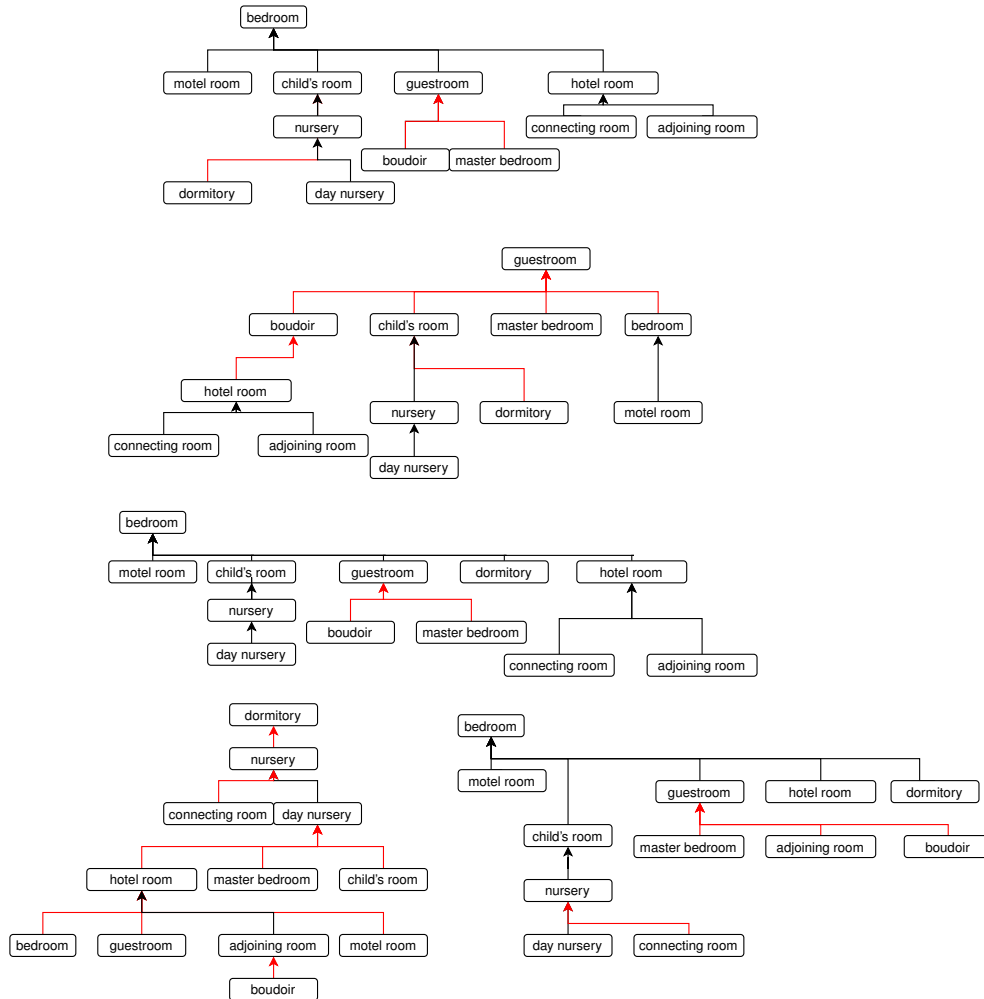 bedroom
motel room child's room guestroom hotel room
nursery connecting room adjoining room
boudoir master bedroom
dormitory day nursery
guestroom
boudoir child's room master bedroom bedroom
hotel room
nursery dormitory motel room
connecting room adjoining room
day nursery
bedroom
motel room child's room guestroom dormitory hotel room
nursery
boudoir master bedroom
day nursery
connecting room adjoining room
dormitory
nursery
connecting room day nursery
hotel room master bedroom child's room
bedroom guestroom adjoining room motel room
boudoir
bedroom
motel room
guestroom hotel room dormitory
child's room
master bedroom adjoining room boudoir
nursery
day nursery connecting room